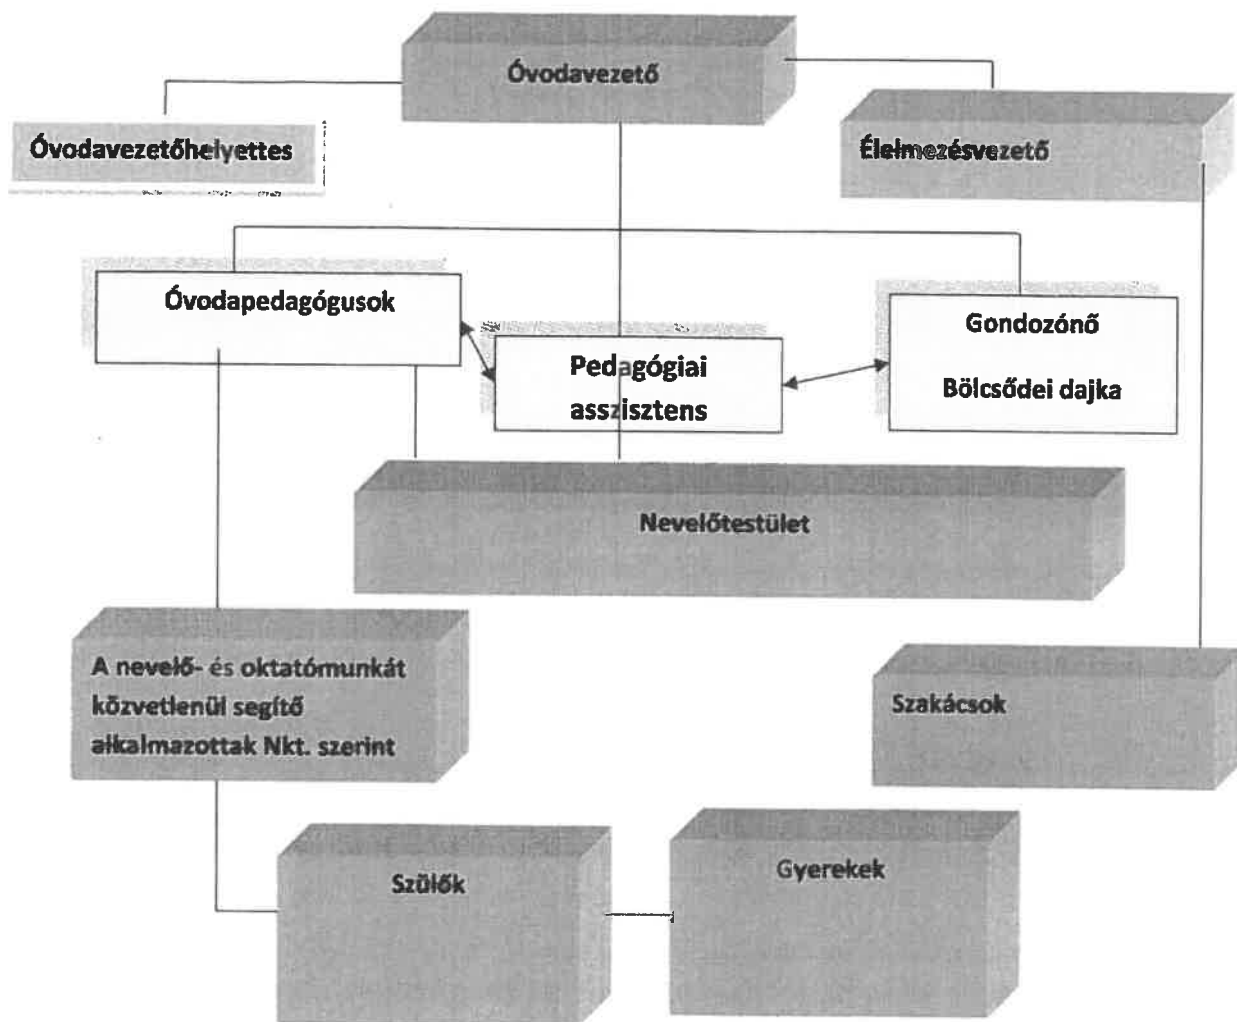 Óvodavezető
Óvodavezetőhelyettes
Élelmezésvezető
Óvodapedagógusok
Pedagógiai
asszisztens
Gondozónő
Bölcsődei dajka
Nevelőtestület
A nevelő- és oktatómunkát
közvetlenül segítő
alkalmazottak Nkt. szerint
Szakácsok
Szülők
Gyerekek